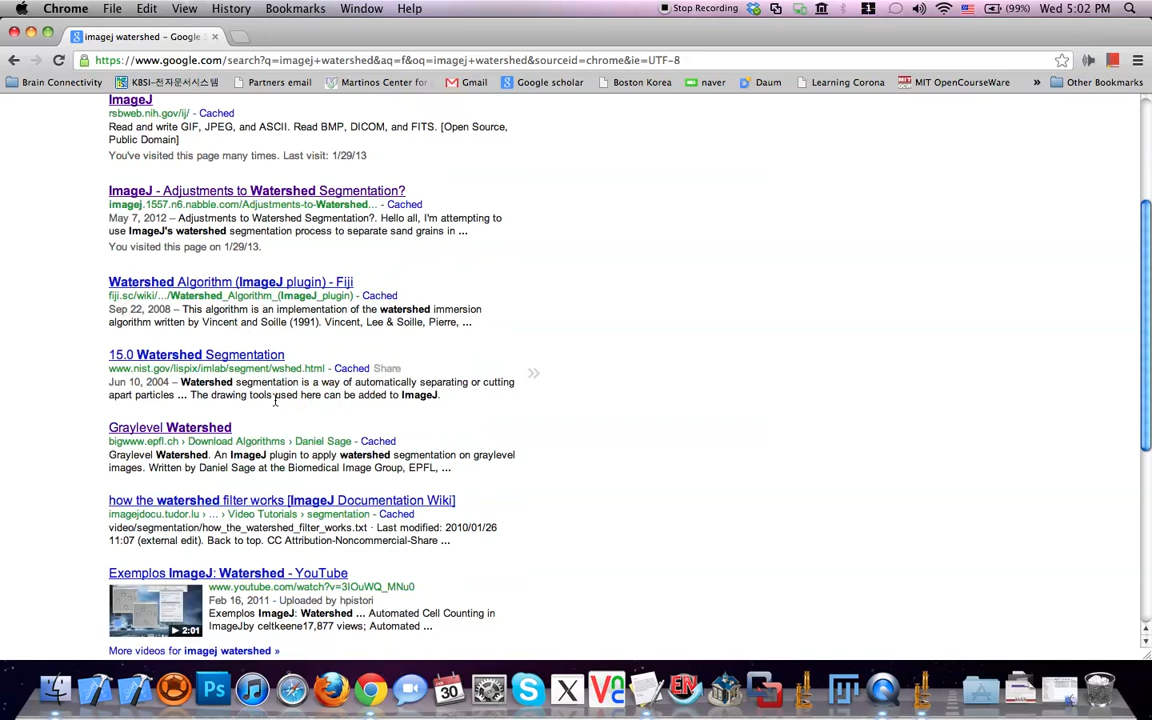 Chrome File Edit View History Bookmarks Window Help Stop Recording 1 (99%) Wed 5:02 PM
imagej watershed - Google
https://www.google.com/search?q=imagej+watershed&aq=f&oq=imagej+watershed&sourceid=chrome&ie=UTF-8
Brain Connectivity KBSI-전자문서시스템 Partners email Martinos Center for Gmail Google scholar Boston Korea naver Daum Learning Corona MIT OpenCourseWare » Other Bookmarks
ImageJ
rsbweb.nih.gov/ij/ - Cached
Read and write GIF, JPEG, and ASCII. Read BMP, DICOM, and FITS. [Open Source,
Public Domain]
You've visited this page many times. Last visit: 1/29/13
ImageJ - Adjustments to Watershed Segmentation?
imagej.1557.n6.nabble.com/Adjustments-to-Watershed... - Cached
May 7, 2012 – Adjustments to Watershed Segmentation?. Hello all, I'm attempting to
use ImageJ's watershed segmentation process to separate sand grains in ...
You visited this page on 1/29/13.
Watershed Algorithm (ImageJ plugin) - Fiji
fiji.sc/wiki/.../Watershed_Algorithm_(ImageJ_plugin) - Cached
Sep 22, 2008 – This algorithm is an implementation of the watershed immersion
algorithm written by Vincent and Soille (1991). Vincent, Lee & Soille, Pierre, ...
15.0 Watershed Segmentation
www.nist.gov/lispix/imlab/segment/wshed.html - Cached Share
Jun 10, 2004 – Watershed segmentation is a way of automatically separating or cutting
apart particles ... The drawing tools used here can be added to ImageJ.
»
Graylevel Watershed
bigwww.epfl.ch › Download Algorithms › Daniel Sage - Cached
Graylevel Watershed. An ImageJ plugin to apply watershed segmentation on graylevel
images. Written by Daniel Sage at the Biomedical Image Group, EPFL, ...
how the watershed filter works [ImageJ Documentation Wiki]
imagejdocu.tudor.lu › ... › Video Tutorials › segmentation - Cached
video/segmentation/how_the_watershed_filter_works.txt · Last modified: 2010/01/26
11:07 (external edit). Back to top. CC Attribution-Noncommercial-Share ...
Exemplos ImageJ: Watershed - YouTube
www.youtube.com/watch?v=3IOuWQ_MNu0
Feb 16, 2011 - Uploaded by hpistori
Exemplos ImageJ: Watershed ... Automated Cell Counting in
ImageJby celtkeene17,877 views; Automated ...
2:01
More videos for imagej watershed »